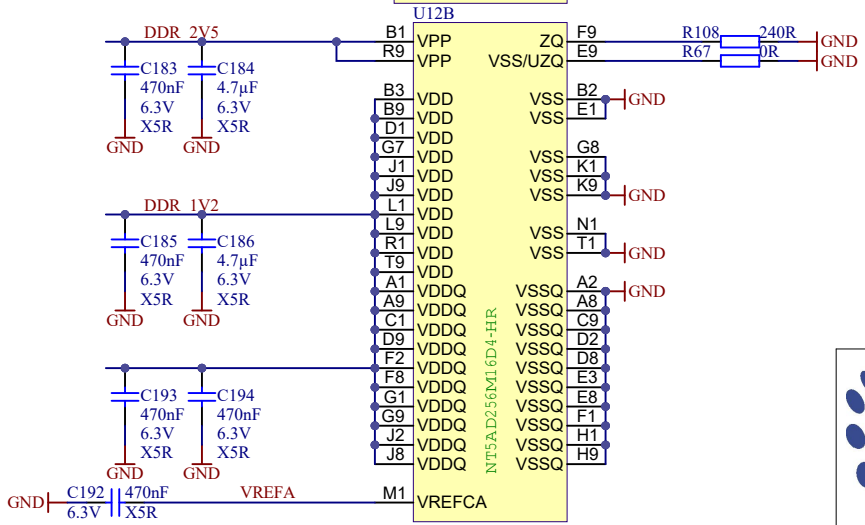 U12B
DDR_2V5
B1 VPP ZQ F9 R108 240R GND
R9 VPP VSS/UZQ E9 R67 0R GND
C183 C184
470nF 4.7µF
6.3V 6.3V
X5R X5R
GND GND
B3 VDD VSS B2 GND
B9 VDD VSS E1
D1 VDD
G7 VDD VSS G8
J1 VDD VSS K1
J9 VDD VSS K9 GND
DDR_1V2
L1 VDD
L9 VDD VSS N1
R1 VDD VSS T1 GND
T9 VDD
C185 C186
470nF 4.7µF
6.3V 6.3V
X5R X5R
GND GND
A1 VDDQ VSSQ A2 GND
A9 VDDQ VSSQ A8
C1 VDDQ VSSQ C9
D9 VDDQ VSSQ D2
F2 VDDQ VSSQ D8
F8 VDDQ VSSQ E3
G1 VDDQ VSSQ E8
G9 VDDQ VSSQ F1
J2 VDDQ VSSQ H1
J8 VDDQ VSSQ H9
NT5AD256M16D4-HR
C193 C194
470nF 470nF
6.3V 6.3V
X5R X5R
GND GND
GND C192 470nF VREFA M1 VREFCA
6.3V X5R